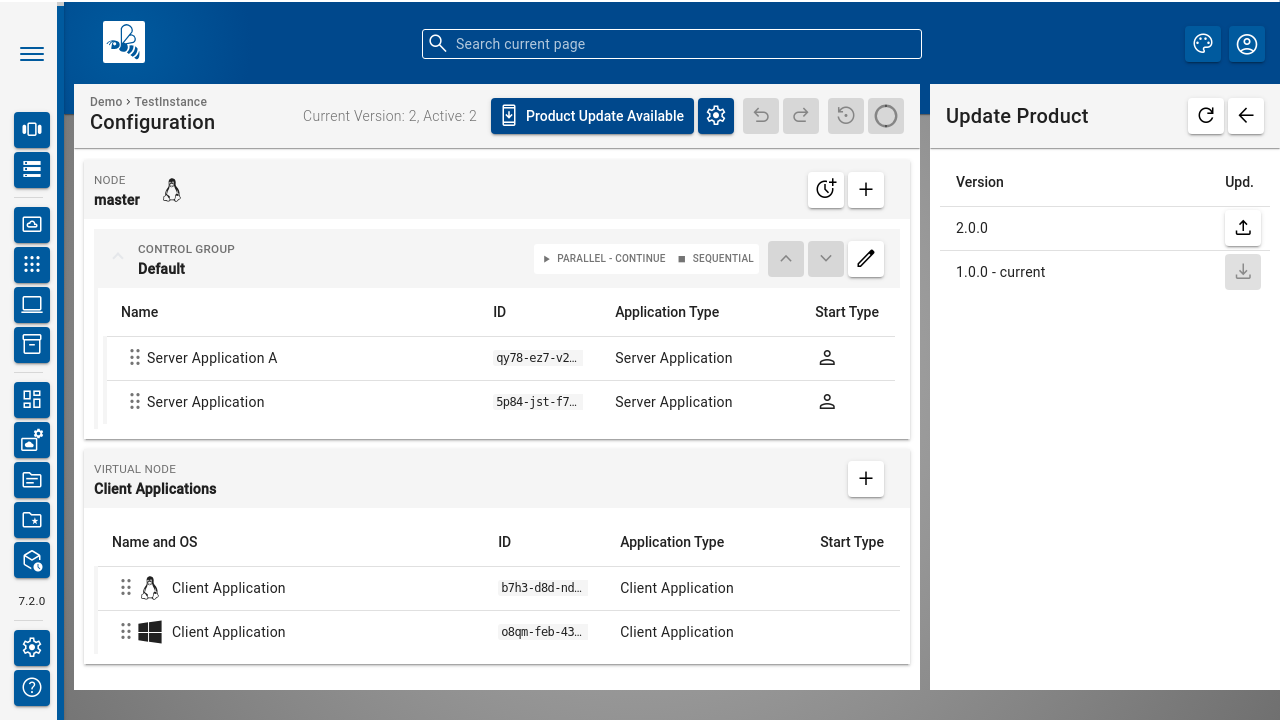 Search current page
Demo › TestInstance
Configuration
Current Version: 2, Active: 2
Product Update Available
Update Product
NODE
master
CONTROL GROUP
Default
PARALLEL - CONTINUE
SEQUENTIAL
Name
ID
Application Type
Start Type
Server Application A
qy78-ez7-v2…
Server Application
Server Application
5p84-jst-f7…
Server Application
VIRTUAL NODE
Client Applications
Name and OS
ID
Application Type
Start Type
Client Application
b7h3-d8d-nd…
Client Application
Client Application
o8qm-feb-43…
Client Application
Version
Upd.
2.0.0
1.0.0 - current
7.2.0